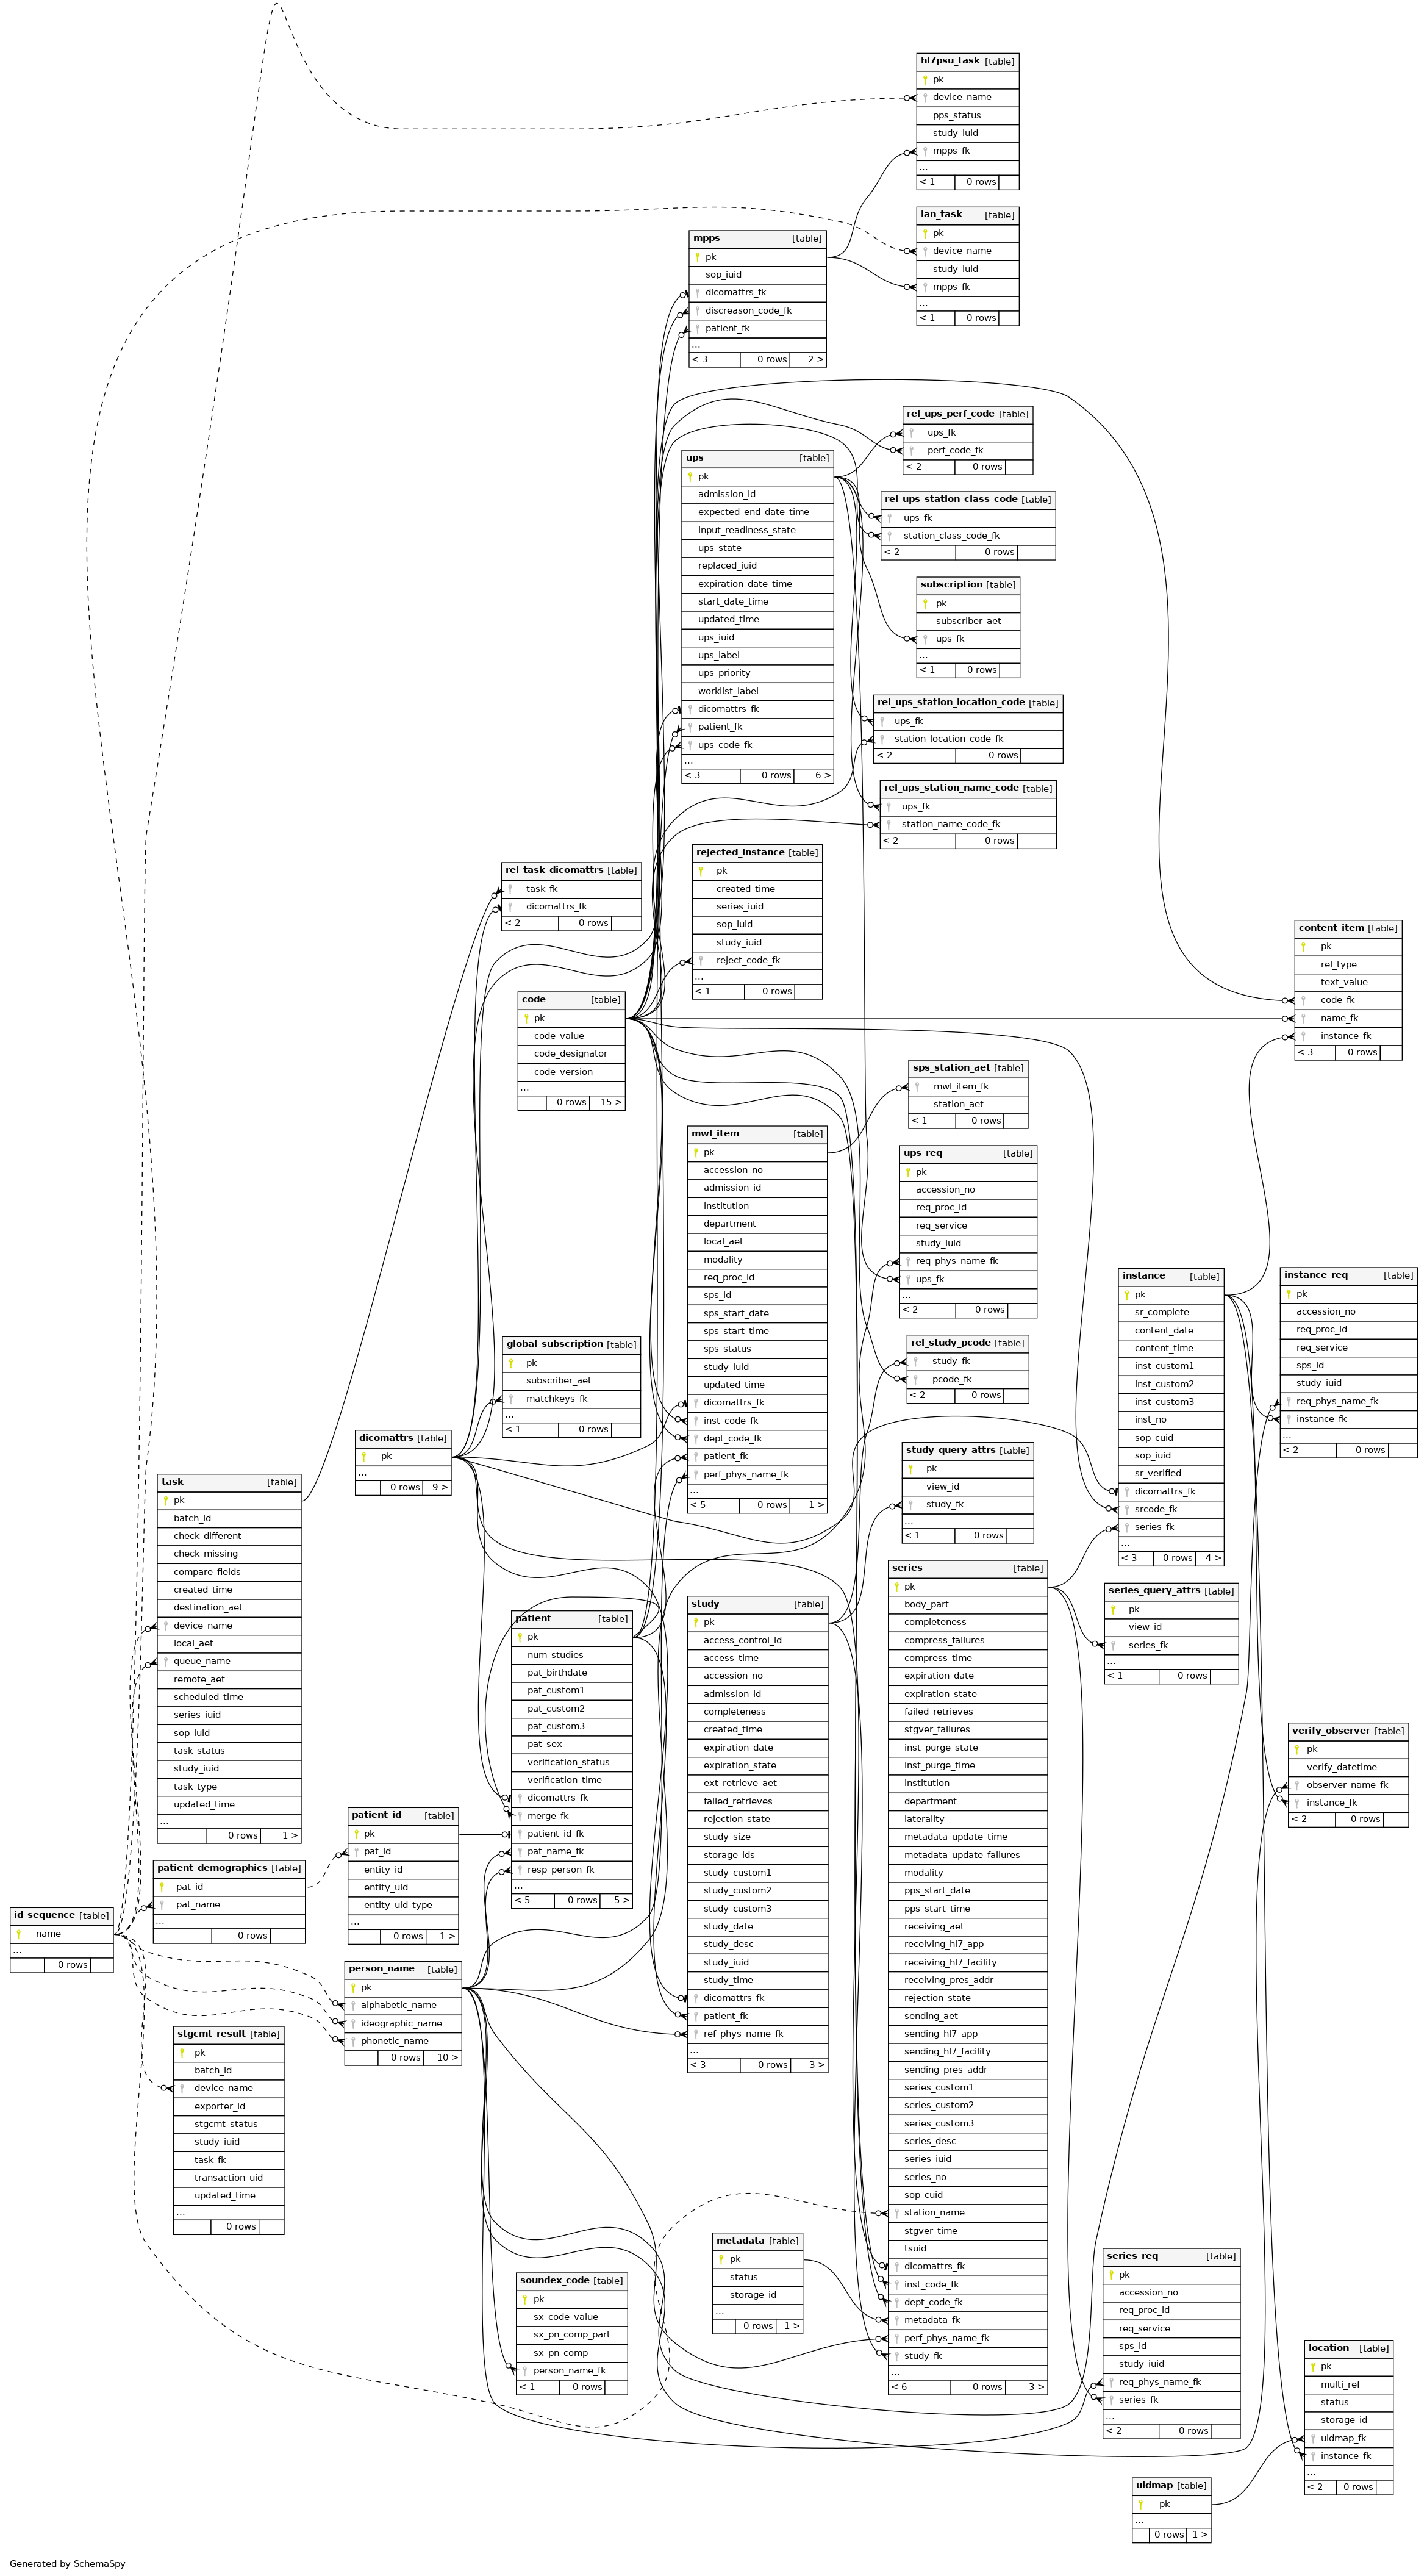 hl7psu_task [table]
pk
device_name
pps_status
study_iuid
mpps_fk
...
< 1 0 rows
ian_task [table]
pk
device_name
study_iuid
mpps_fk
...
< 1 0 rows
mpps [table]
pk
sop_iuid
dicomattrs_fk
discreason_code_fk
patient_fk
...
< 3 0 rows 2 >
rel_ups_perf_code [table]
ups_fk
perf_code_fk
< 2 0 rows
ups [table]
pk
admission_id
expected_end_date_time
input_readiness_state
ups_state
replaced_iuid
expiration_date_time
start_date_time
updated_time
ups_iuid
ups_label
ups_priority
worklist_label
dicomattrs_fk
patient_fk
ups_code_fk
...
< 3 0 rows 6 >
rel_ups_station_class_code [table]
ups_fk
station_class_code_fk
< 2 0 rows
subscription [table]
pk
subscriber_aet
ups_fk
...
< 1 0 rows
rel_ups_station_location_code [table]
ups_fk
station_location_code_fk
< 2 0 rows
rel_ups_station_name_code [table]
ups_fk
station_name_code_fk
< 2 0 rows
rejected_instance [table]
pk
created_time
series_iuid
sop_iuid
study_iuid
reject_code_fk
...
< 1 0 rows
rel_task_dicomattrs [table]
task_fk
dicomattrs_fk
< 2 0 rows
content_item [table]
pk
rel_type
text_value
code_fk
name_fk
instance_fk
< 3 0 rows
code [table]
pk
code_value
code_designator
code_version
...
0 rows 15 >
sps_station_aet [table]
mwl_item_fk
station_aet
< 1 0 rows
mwl_item [table]
pk
accession_no
admission_id
institution
department
local_aet
modality
req_proc_id
sps_id
sps_start_date
sps_start_time
sps_status
study_iuid
updated_time
dicomattrs_fk
inst_code_fk
dept_code_fk
patient_fk
perf_phys_name_fk
...
< 5 0 rows 1 >
ups_req [table]
pk
accession_no
req_proc_id
req_service
study_iuid
req_phys_name_fk
ups_fk
...
< 2 0 rows
instance [table]
pk
sr_complete
content_date
content_time
inst_custom1
inst_custom2
inst_custom3
inst_no
sop_cuid
sop_iuid
sr_verified
dicomattrs_fk
srcode_fk
series_fk
...
< 3 0 rows 4 >
instance_req [table]
pk
accession_no
req_proc_id
req_service
sps_id
study_iuid
req_phys_name_fk
instance_fk
...
< 2 0 rows
rel_study_pcode [table]
study_fk
pcode_fk
< 2 0 rows
global_subscription [table]
pk
subscriber_aet
matchkeys_fk
...
< 1 0 rows
dicomattrs [table]
pk
...
0 rows 9 >
study_query_attrs [table]
pk
view_id
study_fk
...
< 1 0 rows
task [table]
pk
batch_id
check_different
check_missing
compare_fields
created_time
destination_aet
device_name
local_aet
queue_name
remote_aet
scheduled_time
series_iuid
sop_iuid
task_status
study_iuid
task_type
updated_time
...
0 rows 1 >
series [table]
pk
body_part
completeness
compress_failures
compress_time
expiration_date
expiration_state
failed_retrieves
stgver_failures
inst_purge_state
inst_purge_time
institution
department
laterality
metadata_update_time
metadata_update_failures
modality
pps_start_date
pps_start_time
receiving_aet
receiving_hl7_app
receiving_hl7_facility
receiving_pres_addr
rejection_state
sending_aet
sending_hl7_app
sending_hl7_facility
sending_pres_addr
series_custom1
series_custom2
series_custom3
series_desc
series_iuid
series_no
sop_cuid
station_name
stgver_time
tsuid
dicomattrs_fk
inst_code_fk
dept_code_fk
metadata_fk
perf_phys_name_fk
study_fk
...
< 6 0 rows 3 >
series_query_attrs [table]
pk
view_id
series_fk
...
< 1 0 rows
patient [table]
pk
num_studies
pat_birthdate
pat_custom1
pat_custom2
pat_custom3
pat_sex
verification_status
verification_time
dicomattrs_fk
merge_fk
patient_id_fk
pat_name_fk
resp_person_fk
...
< 5 0 rows 5 >
study [table]
pk
access_control_id
access_time
accession_no
admission_id
completeness
created_time
expiration_date
expiration_state
ext_retrieve_aet
failed_retrieves
rejection_state
study_size
storage_ids
study_custom1
study_custom2
study_custom3
study_date
study_desc
study_iuid
study_time
dicomattrs_fk
patient_fk
ref_phys_name_fk
...
< 3 0 rows 3 >
verify_observer [table]
pk
verify_datetime
observer_name_fk
instance_fk
< 2 0 rows
patient_id [table]
pk
pat_id
entity_id
entity_uid
entity_uid_type
...
0 rows 1 >
patient_demographics [table]
pat_id
pat_name
...
0 rows
id_sequence [table]
name
...
0 rows
person_name [table]
pk
alphabetic_name
ideographic_name
phonetic_name
0 rows 10 >
stgcmt_result [table]
pk
batch_id
device_name
exporter_id
stgcmt_status
study_iuid
task_fk
transaction_uid
updated_time
...
0 rows
metadata [table]
pk
status
storage_id
...
0 rows 1 >
soundex_code [table]
pk
sx_code_value
sx_pn_comp_part
sx_pn_comp
person_name_fk
< 1 0 rows
series_req [table]
pk
accession_no
req_proc_id
req_service
sps_id
study_iuid
req_phys_name_fk
series_fk
...
< 2 0 rows
location [table]
pk
multi_ref
status
storage_id
uidmap_fk
instance_fk
...
< 2 0 rows
uidmap [table]
pk
...
0 rows 1 >
Generated by SchemaSpy